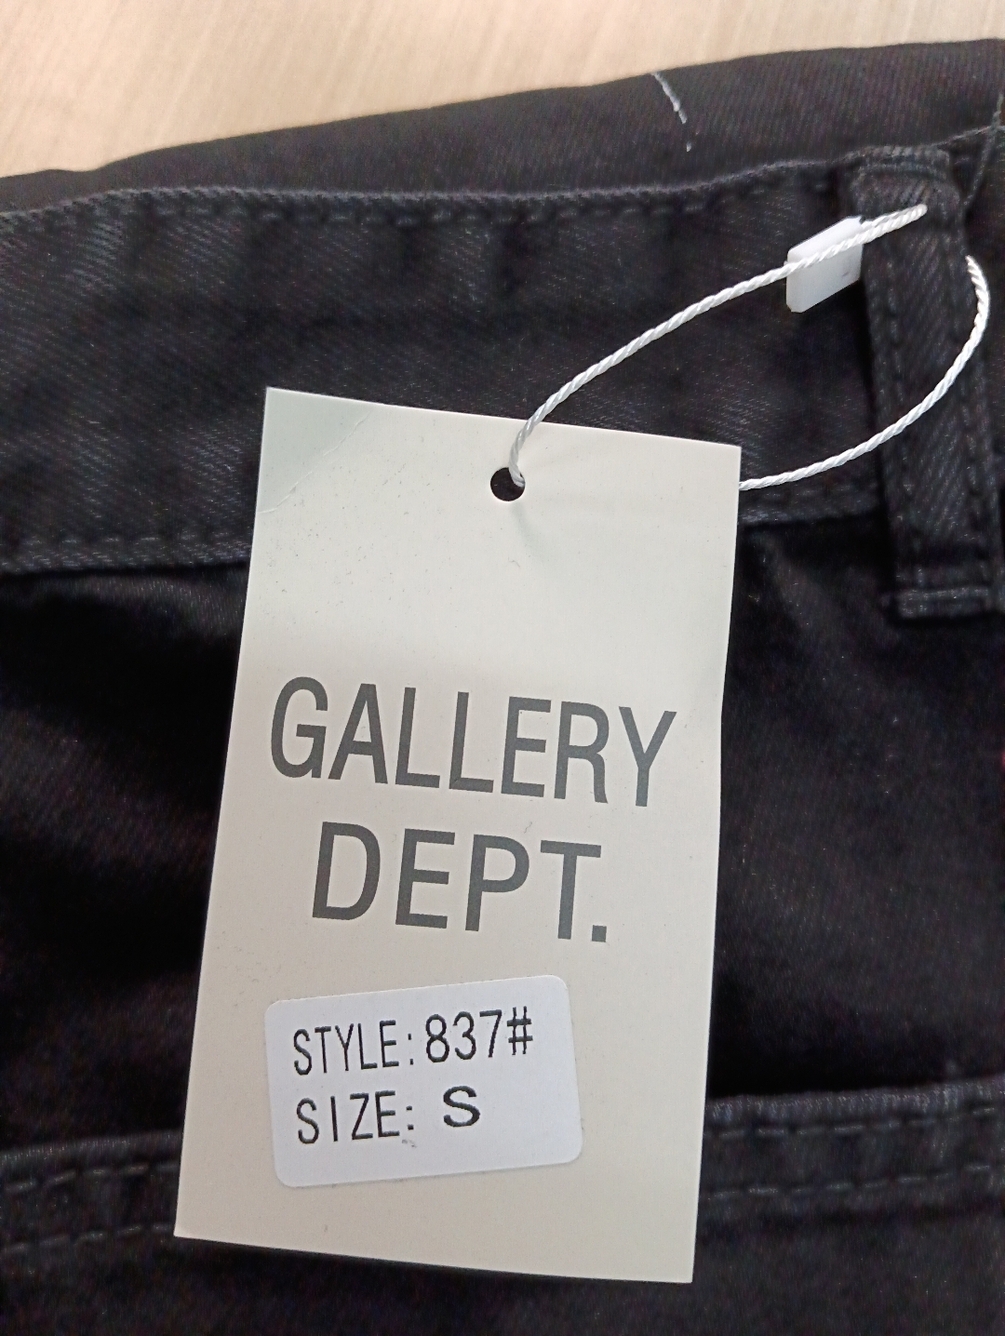 GALLERY
DEPT.
STYLE:837#
SIZE: S